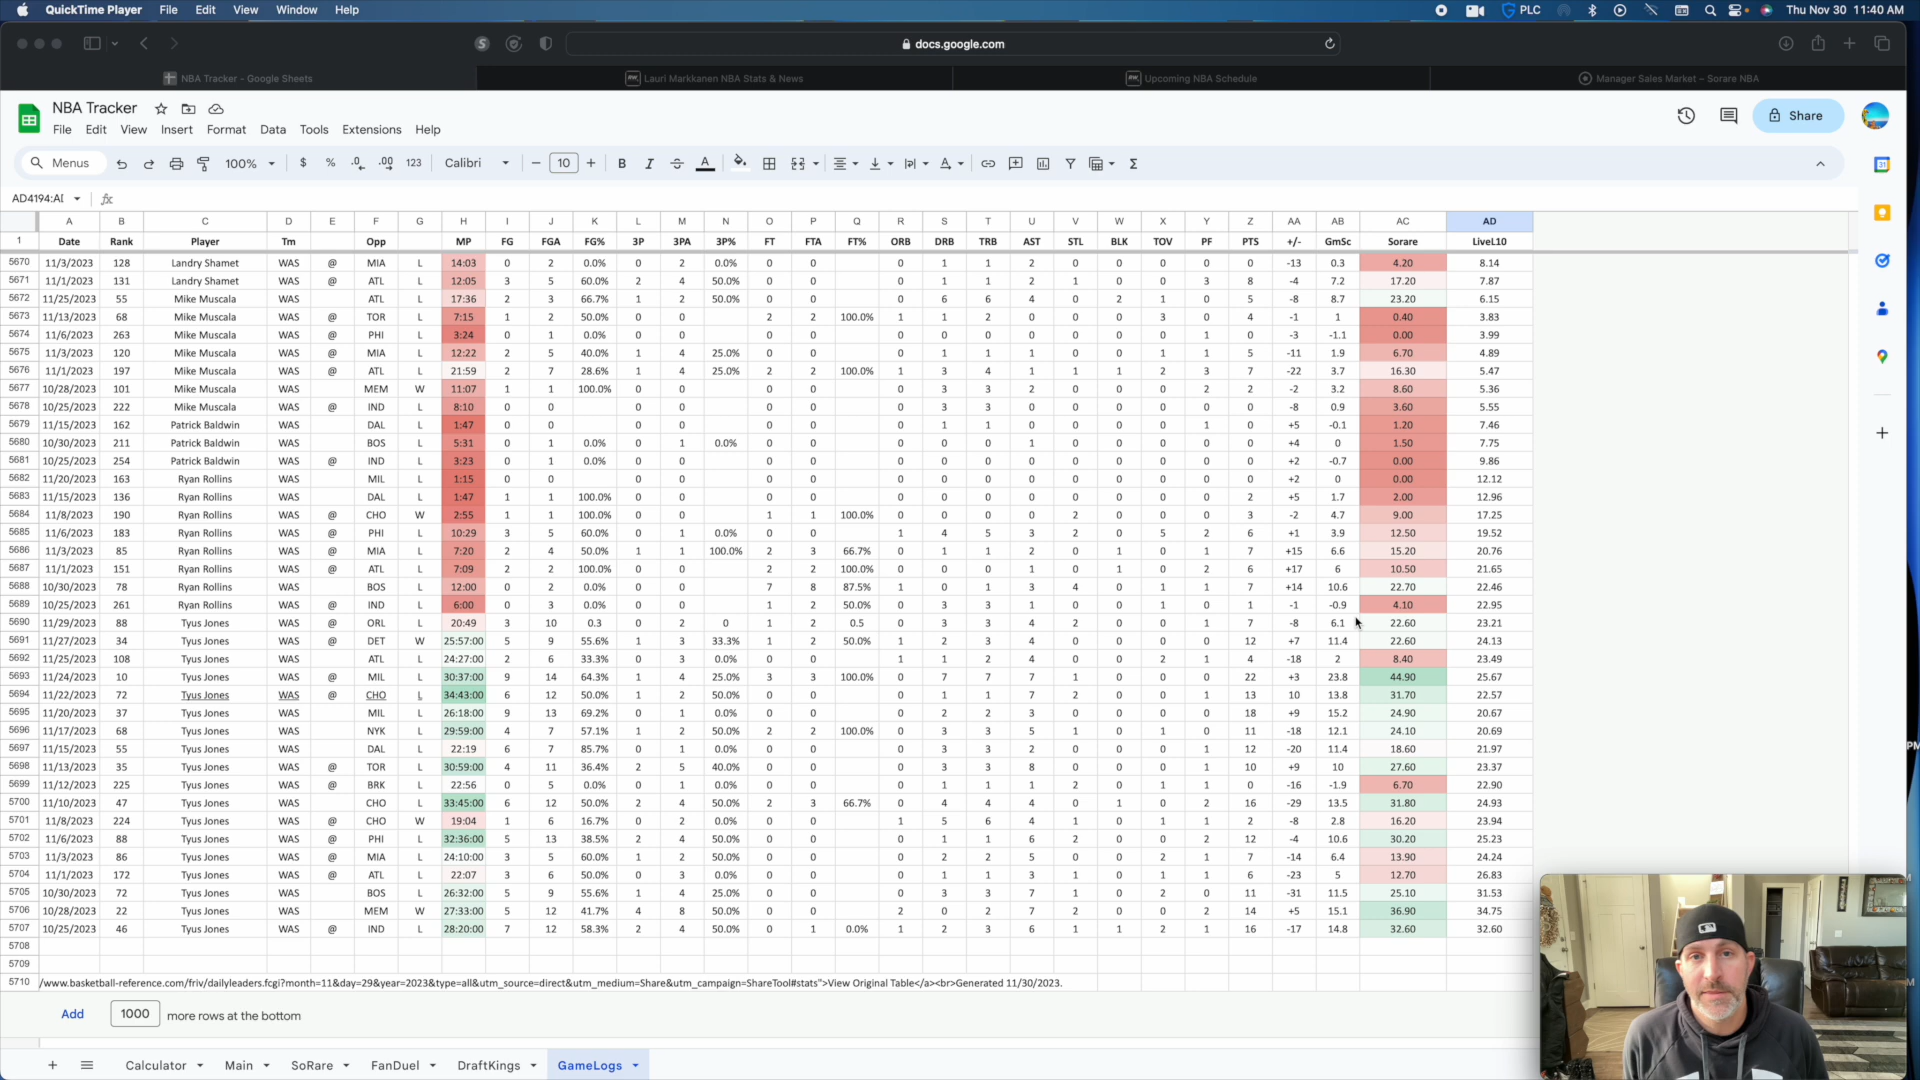 QuickTime Player File Edit View Window Help PLC Thu Nov 30 11:40 AM
docs.google.com
NBA Tracker - Google Sheets Lauri Markkanen NBA Stats & News Upcoming NBA Schedule Manager Sales Market – Sorare NBA
NBA Tracker
Share
File Edit View Insert Format Data Tools Extensions Help
Menus 100% $ % .0 .00 123 Calibri 10 B I A
AD4194:AD fx
A B C D E F G H I J K L M N O P Q R S T U V W X Y Z AA AB AC AD
1 Date Rank Player Tm Opp MP FG FGA FG% 3P 3PA 3P% FT FTA FT% ORB DRB TRB AST STL BLK TOV PF PTS +/- GmSc Sorare LiveL10
5670 11/3/2023 128 Landry Shamet WAS @ MIA L 14:03 0 2 0.0% 0 2 0.0% 0 0 0 1 1 2 0 0 0 0 0 -13 0.3 4.20 8.14
5671 11/1/2023 131 Landry Shamet WAS @ ATL L 12:05 3 5 60.0% 2 4 50.0% 0 0 0 1 1 2 1 0 0 3 8 -4 7.2 17.20 7.87
5672 11/25/2023 55 Mike Muscala WAS ATL L 17:36 2 3 66.7% 1 2 50.0% 0 0 0 6 6 4 0 2 1 0 5 -8 8.7 23.20 6.15
5673 11/13/2023 68 Mike Muscala WAS @ TOR L 7:15 1 2 50.0% 0 0 2 2 100.0% 1 1 2 0 0 0 3 0 4 -1 1 0.40 3.83
5674 11/6/2023 263 Mike Muscala WAS @ PHI L 3:24 0 1 0.0% 0 0 0 0 0 0 0 0 0 0 0 1 0 -3 -1.1 0.00 3.99
5675 11/3/2023 120 Mike Muscala WAS @ MIA L 12:22 2 5 40.0% 1 4 25.0% 0 0 0 1 1 1 0 0 1 1 5 -11 1.9 6.70 4.89
5676 11/1/2023 197 Mike Muscala WAS @ ATL L 21:59 2 7 28.6% 1 4 25.0% 2 2 100.0% 1 3 4 1 1 1 2 3 7 -22 3.7 16.30 5.47
5677 10/28/2023 101 Mike Muscala WAS MEM W 11:07 1 1 100.0% 0 0 0 0 0 3 3 2 0 0 0 2 2 -2 3.2 8.60 5.36
5678 10/25/2023 222 Mike Muscala WAS @ IND L 8:10 0 0 0 0 0 0 0 3 3 0 0 0 0 0 0 -8 0.9 3.60 5.55
5679 11/15/2023 162 Patrick Baldwin WAS DAL L 1:47 0 0 0 0 0 0 0 1 1 0 0 0 0 1 0 +5 -0.1 1.20 7.46
5680 10/30/2023 211 Patrick Baldwin WAS BOS L 5:31 0 1 0.0% 0 1 0.0% 0 0 0 0 0 1 0 0 0 0 0 +4 0 1.50 7.75
5681 10/25/2023 254 Patrick Baldwin WAS @ IND L 3:23 0 1 0.0% 0 0 0 0 0 0 0 0 0 0 0 0 0 +2 -0.7 0.00 9.86
5682 11/20/2023 163 Ryan Rollins WAS MIL L 1:15 0 0 0 0 0 0 0 0 0 0 0 0 0 0 0 +2 0 0.00 12.12
5683 11/15/2023 136 Ryan Rollins WAS DAL L 1:47 1 1 100.0% 0 0 0 0 0 0 0 0 0 0 0 0 2 +5 1.7 2.00 12.96
5684 11/8/2023 190 Ryan Rollins WAS @ CHO W 2:55 1 1 100.0% 0 0 1 1 100.0% 0 0 0 0 2 0 0 0 3 -2 4.7 9.00 17.25
5685 11/6/2023 183 Ryan Rollins WAS @ PHI L 10:29 3 5 60.0% 0 1 0.0% 0 0 1 4 5 3 2 0 5 2 6 +1 3.9 12.50 19.52
5686 11/3/2023 85 Ryan Rollins WAS @ MIA L 7:20 2 4 50.0% 1 1 100.0% 2 3 66.7% 0 1 1 2 0 1 0 1 7 +15 6.6 15.20 20.76
5687 11/1/2023 151 Ryan Rollins WAS @ ATL L 7:09 2 2 100.0% 0 0 2 2 100.0% 0 0 0 1 0 1 0 2 6 +17 6 10.50 21.65
5688 10/30/2023 78 Ryan Rollins WAS BOS L 12:00 0 2 0.0% 0 0 7 8 87.5% 1 0 1 3 4 0 1 1 7 +14 10.6 22.70 22.46
5689 10/25/2023 261 Ryan Rollins WAS @ IND L 6:00 0 3 0.0% 0 0 1 2 50.0% 0 3 3 1 0 0 1 0 1 -1 -0.9 4.10 22.95
5690 11/29/2023 88 Tyus Jones WAS @ ORL L 20:49 3 10 0.3 0 2 0 1 2 0.5 0 3 3 4 2 0 0 1 7 -8 6.1 22.60 23.21
5691 11/27/2023 34 Tyus Jones WAS @ DET W 25:57:00 5 9 55.6% 1 3 33.3% 1 2 50.0% 1 2 3 4 0 0 0 0 12 +7 11.4 22.60 24.13
5692 11/25/2023 108 Tyus Jones WAS ATL L 24:27:00 2 6 33.3% 0 3 0.0% 0 0 1 1 2 4 0 0 2 1 4 -18 2 8.40 23.49
5693 11/24/2023 10 Tyus Jones WAS @ MIL L 30:37:00 9 14 64.3% 1 4 25.0% 3 3 100.0% 0 7 7 7 1 0 0 0 22 +3 23.8 44.90 25.67
5694 11/22/2023 72 Tyus Jones WAS @ CHO L 34:43:00 6 12 50.0% 1 2 50.0% 0 0 0 1 1 7 2 0 0 1 13 10 13.8 31.70 22.57
5695 11/20/2023 37 Tyus Jones WAS MIL L 26:18:00 9 13 69.2% 0 1 0.0% 0 0 0 2 2 3 0 0 0 0 18 +9 15.2 24.90 20.67
5696 11/17/2023 68 Tyus Jones WAS NYK L 29:59:00 4 7 57.1% 1 2 50.0% 2 2 100.0% 0 3 3 5 1 0 1 0 11 -18 12.1 24.10 20.69
5697 11/15/2023 55 Tyus Jones WAS DAL L 22:19 6 7 85.7% 0 1 0.0% 0 0 0 3 3 2 0 0 0 1 12 -20 11.4 18.60 21.97
5698 11/13/2023 35 Tyus Jones WAS @ TOR L 30:59:00 4 11 36.4% 2 5 40.0% 0 0 0 3 3 8 0 0 0 1 10 +9 10 27.60 23.37
5699 11/12/2023 225 Tyus Jones WAS @ BRK L 22:56 0 5 0.0% 0 1 0.0% 0 0 0 1 1 1 2 0 1 0 0 -16 -1.9 6.70 22.90
5700 11/10/2023 47 Tyus Jones WAS CHO L 33:45:00 6 12 50.0% 2 4 50.0% 2 3 66.7% 0 4 4 4 0 1 0 2 16 -29 13.5 31.80 24.93
5701 11/8/2023 224 Tyus Jones WAS @ CHO W 19:04 1 6 16.7% 0 2 0.0% 0 0 1 5 6 4 1 0 1 1 2 -8 2.8 16.20 23.94
5702 11/6/2023 88 Tyus Jones WAS @ PHI L 32:36:00 5 13 38.5% 2 4 50.0% 0 0 0 1 1 6 2 0 0 2 12 -4 10.6 30.20 25.23
5703 11/3/2023 86 Tyus Jones WAS @ MIA L 24:10:00 3 5 60.0% 1 2 50.0% 0 0 0 2 2 5 0 0 2 1 7 -14 6.4 13.90 24.24
5704 11/1/2023 172 Tyus Jones WAS @ ATL L 22:07 3 6 50.0% 0 3 0.0% 0 0 0 1 1 3 1 0 1 1 6 -23 5 12.70 26.83
5705 10/30/2023 72 Tyus Jones WAS BOS L 26:32:00 5 9 55.6% 1 4 25.0% 0 0 0 3 3 7 1 0 2 0 11 -31 11.5 25.10 31.53
5706 10/28/2023 22 Tyus Jones WAS MEM W 27:33:00 5 12 41.7% 4 8 50.0% 0 0 2 0 2 7 2 0 0 2 14 +5 15.1 36.90 34.75
5707 10/25/2023 46 Tyus Jones WAS @ IND L 28:20:00 7 12 58.3% 2 4 50.0% 0 1 0.0% 1 2 3 6 1 1 2 1 16 -17 14.8 32.60 32.60
5708
5709
5710 /www.basketball-reference.com/friv/dailyleaders.fcgi?month=11&day=29&year=2023&type=all&utm_source=direct&utm_medium=Share&utm_campaign=ShareTool#stats">View Original Table</a><br>Generated 11/30/2023.
Add 1000 more rows at the bottom
Calculator Main SoRare FanDuel DraftKings GameLogs